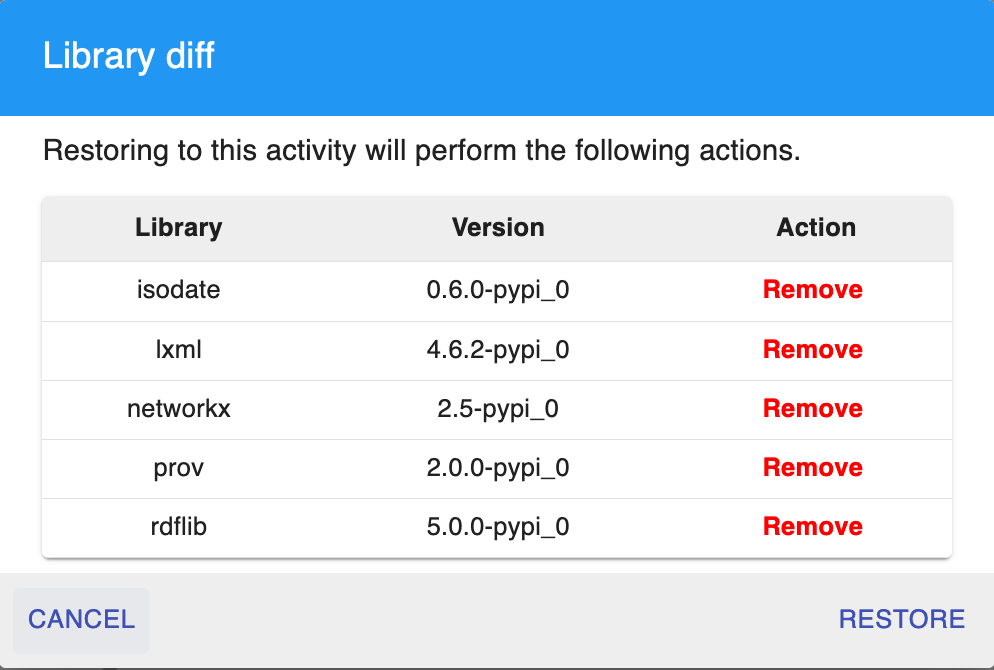 Library diff
Restoring to this activity will perform the following actions.
Library Version Action
isodate 0.6.0-pypi_0 Remove
lxml 4.6.2-pypi_0 Remove
networkx 2.5-pypi_0 Remove
prov 2.0.0-pypi_0 Remove
rdflib 5.0.0-pypi_0 Remove
CANCEL RESTORE